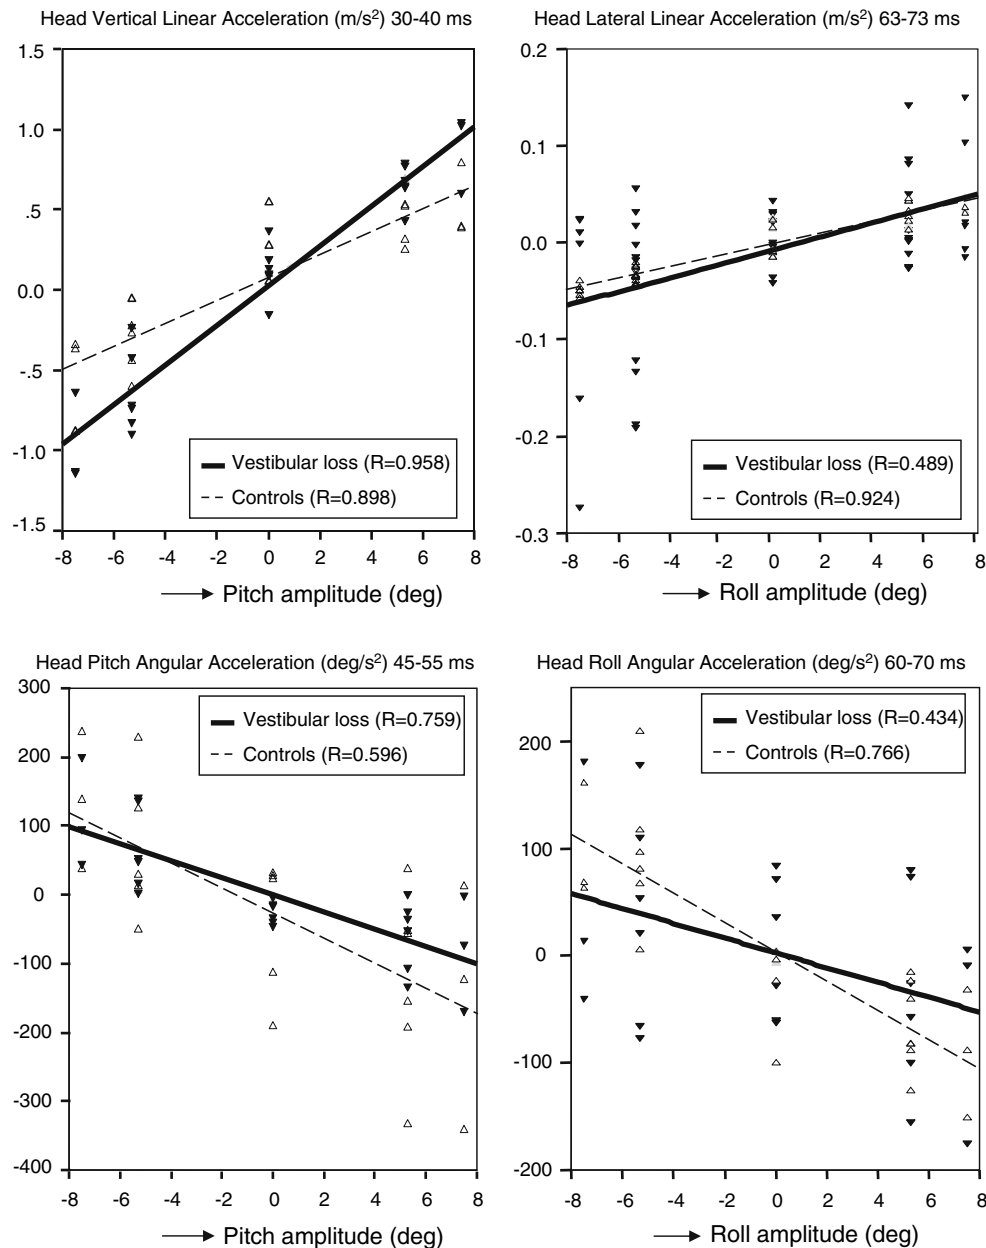 Head Vertical Linear Acceleration (m/s²) 30-40 ms
1.5
1.0
.5
0.0
-.5
-1.0
-1.5
Vestibular loss (R=0.958)
Controls (R=0.898)
-8 -6 -4 -2 0 2 4 6 8
Pitch amplitude (deg)
Head Lateral Linear Acceleration (m/s²) 63-73 ms
0.2
0.1
0.0
-0.1
-0.2
-0.3
Vestibular loss (R=0.489)
Controls (R=0.924)
-8 -6 -4 -2 0 2 4 6 8
Roll amplitude (deg)
Head Pitch Angular Acceleration (deg/s²) 45-55 ms
300
200
100
0
-100
-200
-300
-400
Vestibular loss (R=0.759)
Controls (R=0.596)
-8 -6 -4 -2 0 2 4 6 8
Pitch amplitude (deg)
Head Roll Angular Acceleration (deg/s²) 60-70 ms
200
100
0
-100
-200
Vestibular loss (R=0.434)
Controls (R=0.766)
-8 -6 -4 -2 0 2 4 6 8
Roll amplitude (deg)